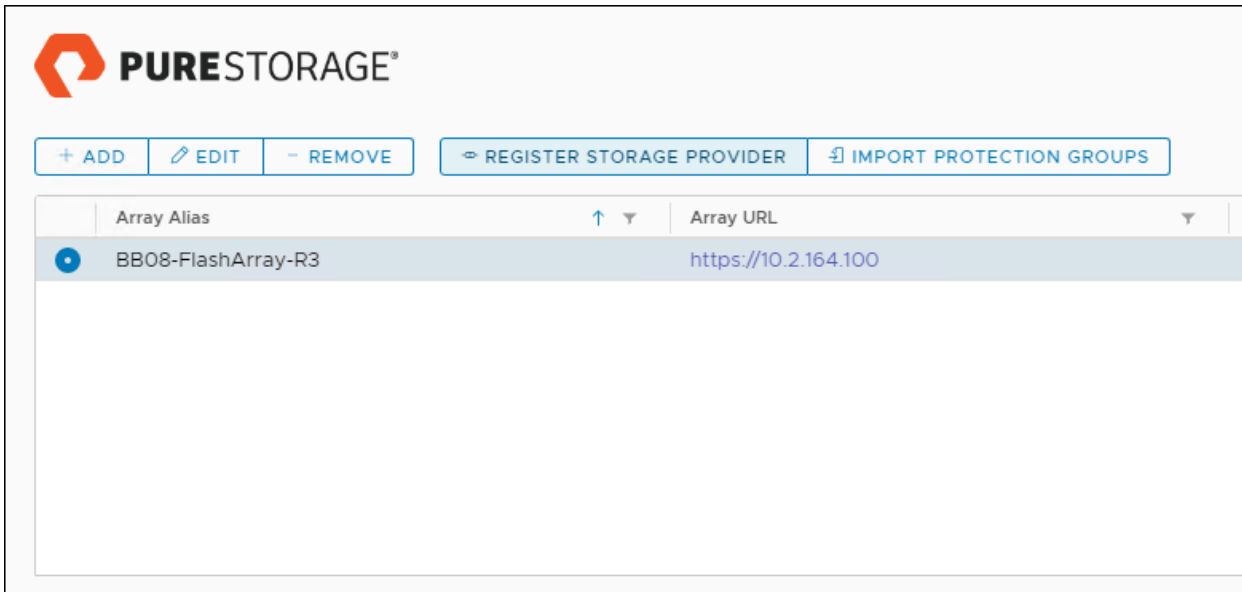 PURESTORAGE®
+ ADD EDIT - REMOVE REGISTER STORAGE PROVIDER IMPORT PROTECTION GROUPS
Array Alias Array URL
BB08-FlashArray-R3 https://10.2.164.100